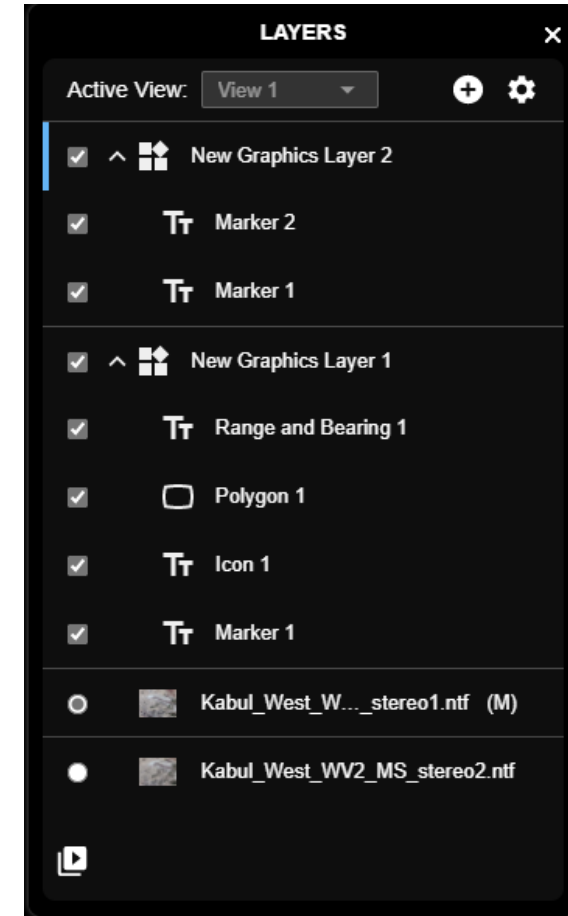 LAYERS
Active View: View 1
New Graphics Layer 2
Marker 2
Marker 1
New Graphics Layer 1
Range and Bearing 1
Polygon 1
Icon 1
Marker 1
Kabul_West_W..._stereo1.ntf (M)
Kabul_West_WV2_MS_stereo2.ntf